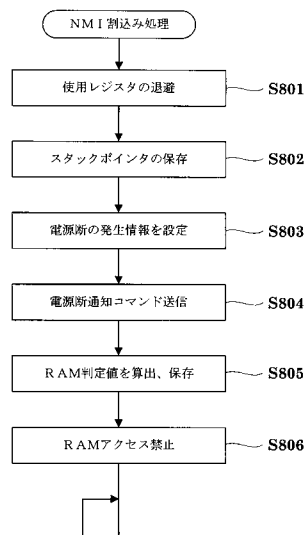 ＮＭＩ割込み処理
使用レジスタの退避 S801
スタックポインタの保存 S802
電源断の発生情報を設定 S803
電源断通知コマンド送信 S804
ＲＡＭ判定値を算出、保存 S805
ＲＡＭアクセス禁止 S806